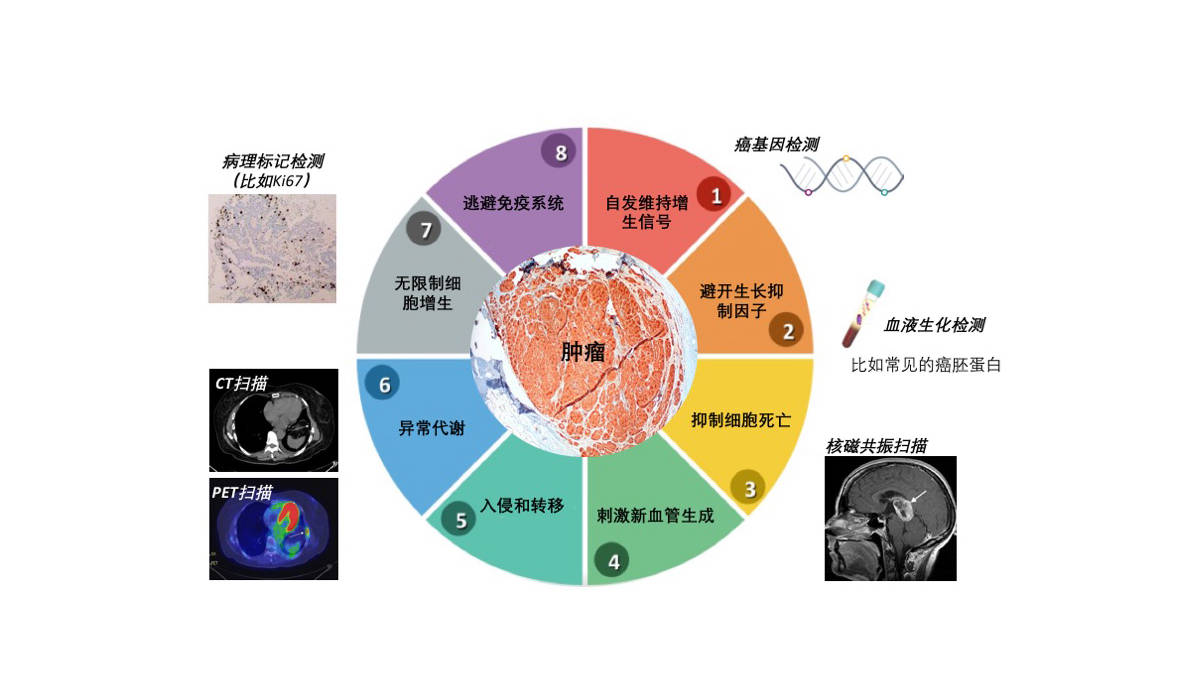 癌基因检测
病理标记检测
（比如Ki67）
8
1
逃避免疫系统
自发维持增
生信号
7
无限制细
胞增生
避开生长抑
制因子
2
血液生化检测
比如常见的癌胚蛋白
肿瘤
CT扫描
6
异常代谢
抑制细胞死亡
3
核磁共振扫描
PET扫描
5
入侵和转移
刺激新血管生成
4